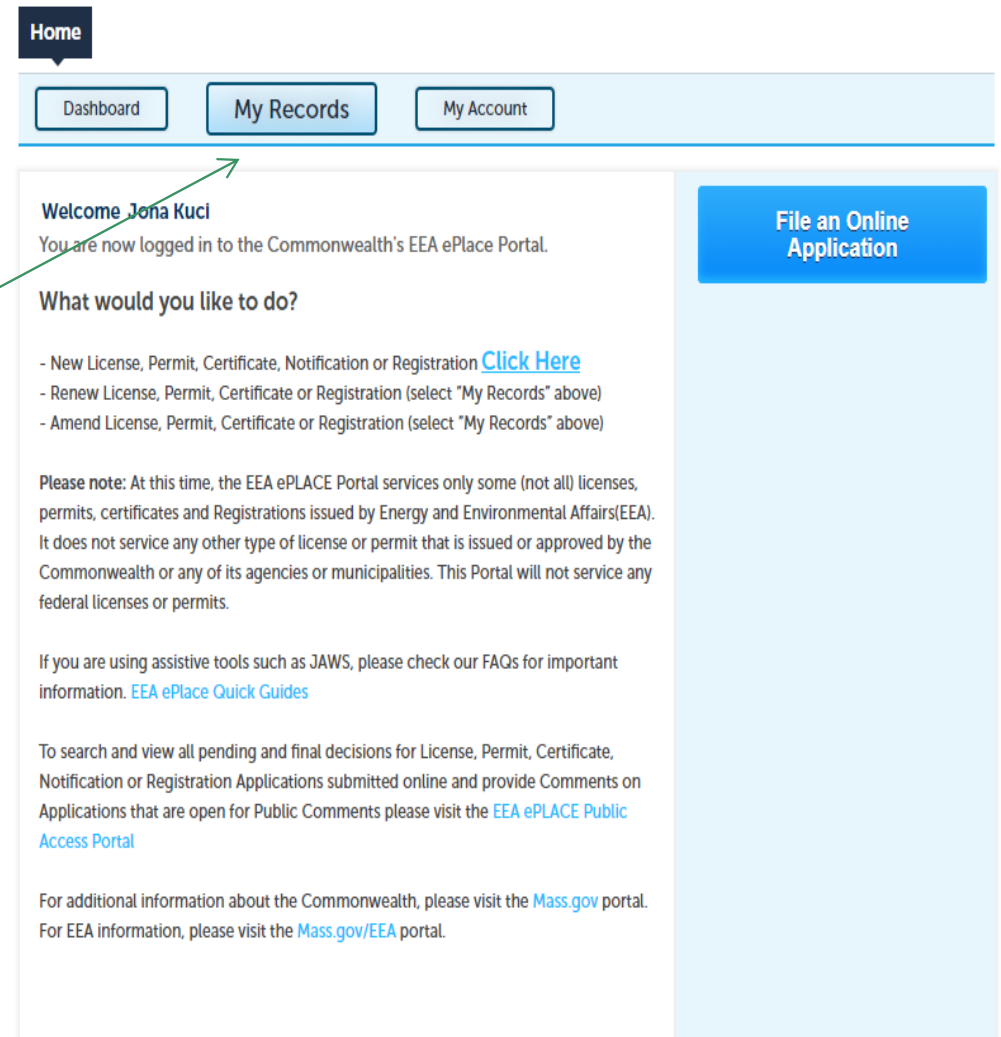 Home
Dashboard
My Records
My Account
Welcome Jona Kuci
You are now logged in to the Commonwealth's EEA ePlace Portal.
What would you like to do?
- New License, Permit, Certificate, Notification or Registration Click Here
- Renew License, Permit, Certificate or Registration (select "My Records" above)
- Amend License, Permit, Certificate or Registration (select "My Records" above)
Please note: At this time, the EEA ePLACE Portal services only some (not all) licenses,
permits, certificates and Registrations issued by Energy and Environmental Affairs(EEA).
It does not service any other type of license or permit that is issued or approved by the
Commonwealth or any of its agencies or municipalities. This Portal will not service any
federal licenses or permits.
If you are using assistive tools such as JAWS, please check our FAQs for important
information. EEA ePlace Quick Guides
To search and view all pending and final decisions for License, Permit, Certificate,
Notification or Registration Applications submitted online and provide Comments on
Applications that are open for Public Comments please visit the EEA ePLACE Public
Access Portal
For additional information about the Commonwealth, please visit the Mass.gov portal.
For EEA information, please visit the Mass.gov/EEA portal.
File an Online
Application